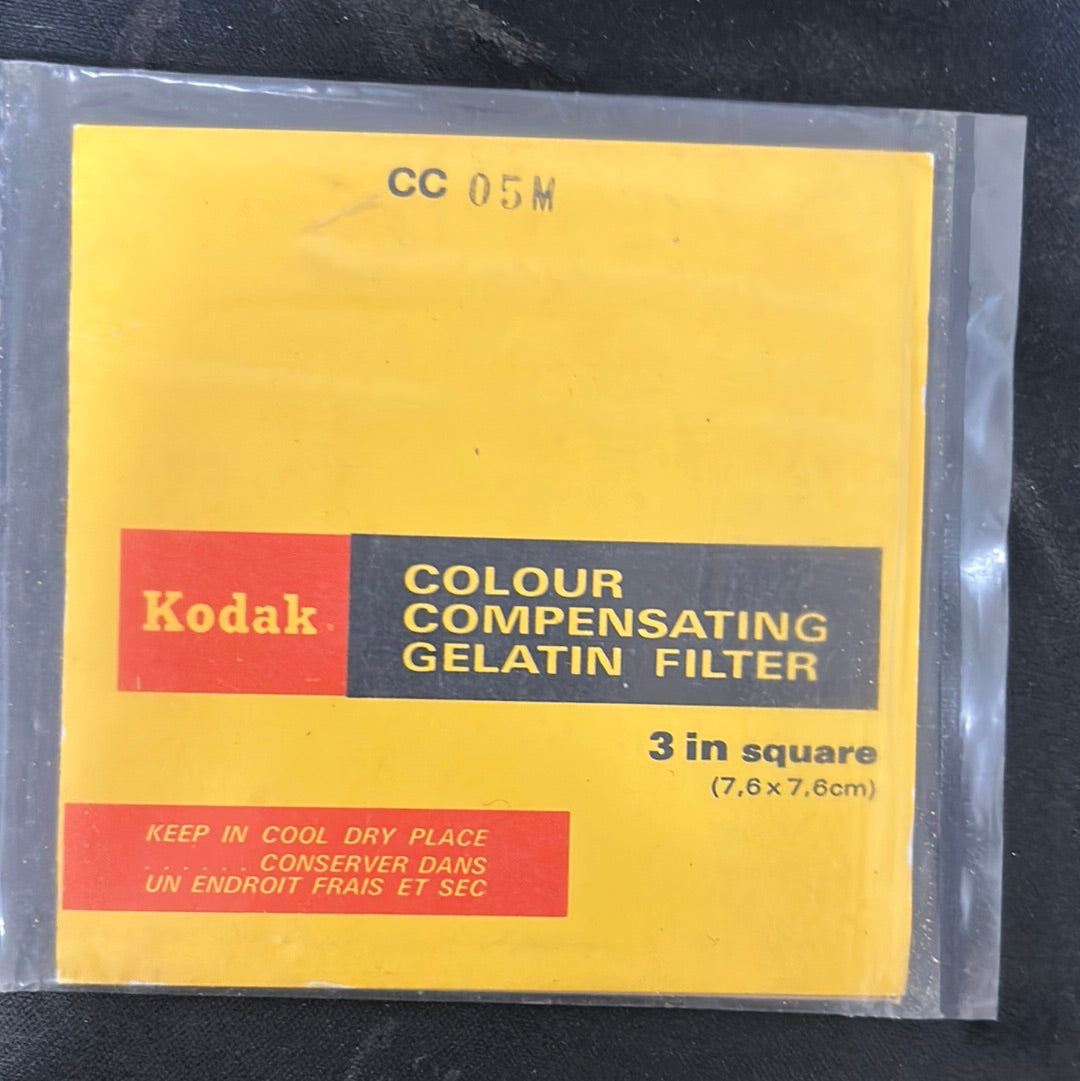 CC 05M
Kodak
COLOUR
COMPENSATING
GELATIN FILTER
3 in square
(7,6 x 7,6cm)
KEEP IN COOL DRY PLACE
. . . . . . CONSERVER DANS
UN ENDROIT FRAIS ET SEC